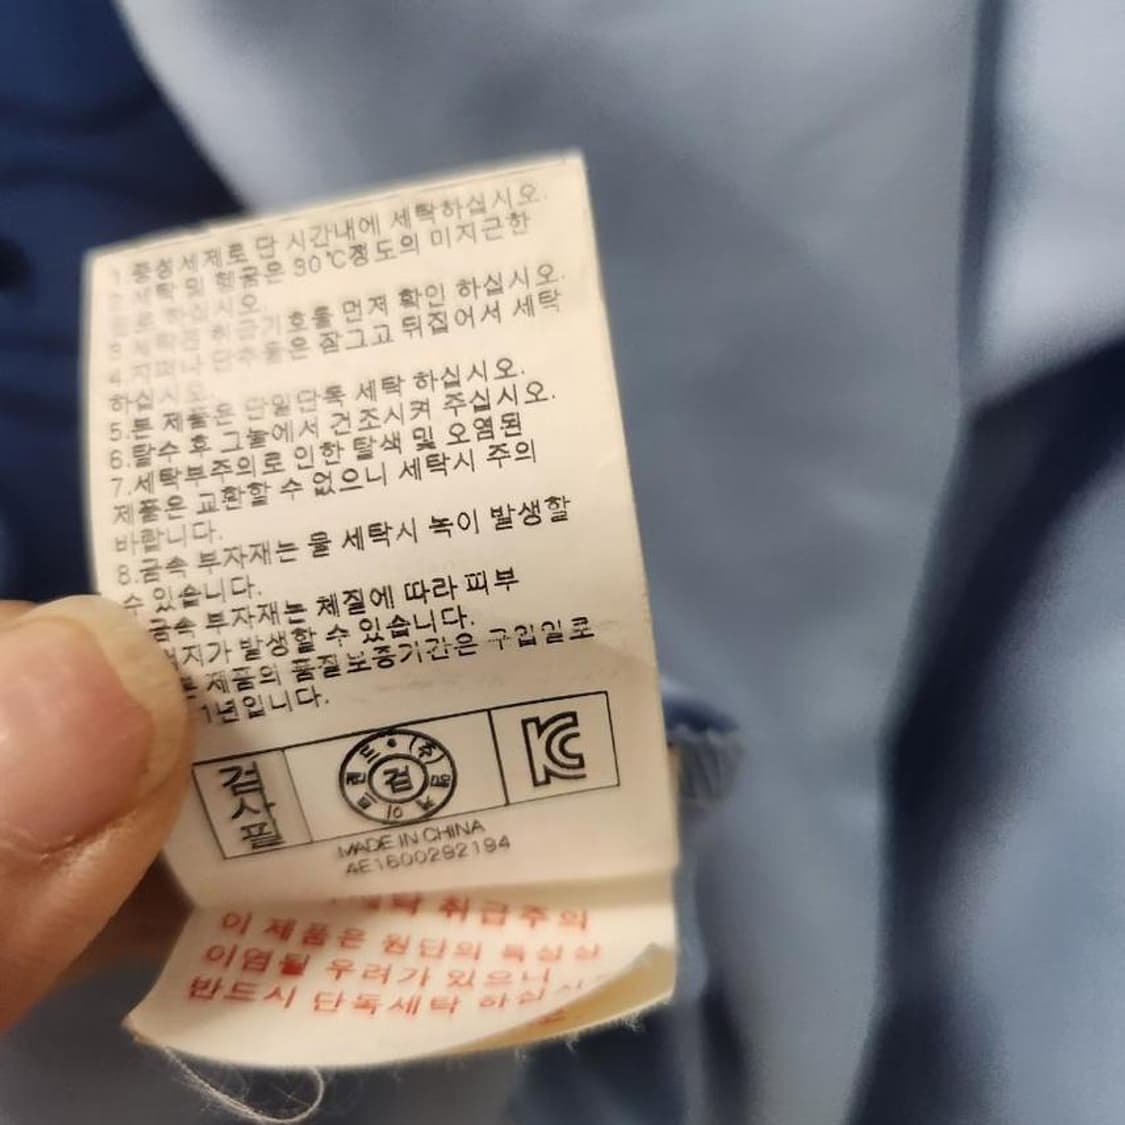 1.중성세제로 단 시간내에 세탁하십시오.
2.세탁 및 헹굼은 30℃정도의 미지근한
물로 하십시오.
3.세탁전 취급기호를 먼저 확인 하십시오.
4.지퍼나 단추등은 잠그고 뒤집어서 세탁
하십시오.
5.본 제품은 단일단독 세탁 하십시오.
6.탈수 후 그늘에서 건조시켜 주십시오.
7.세탁부주의로 인한 탈색 및 오염된
제품은 교환할 수 없으니 세탁시 주의
바랍니다.
8.금속 부자재는 물 세탁시 녹이 발생할
수 있습니다.
금속 부자재는 체질에 따라 피부
가 발생할 수 있습니다.
제품의 품질보증기간은 구입일로
1년입니다.
검사필
검
KC
MADE IN CHINA
AE1600292194
세탁 취급주의
이 제품은 원단의 특성상
이염될 우려가 있으니
반드시 단독세탁 하십시